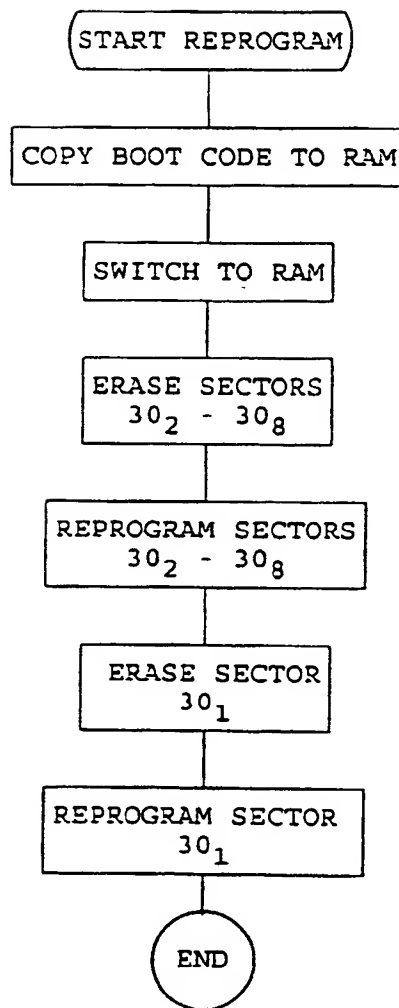 START REPROGRAM
COPY BOOT CODE TO RAM
SWITCH TO RAM
ERASE SECTORS
30₂ - 30₈
REPROGRAM SECTORS
30₂ - 30₈
ERASE SECTOR
30₁
REPROGRAM SECTOR
30₁
END